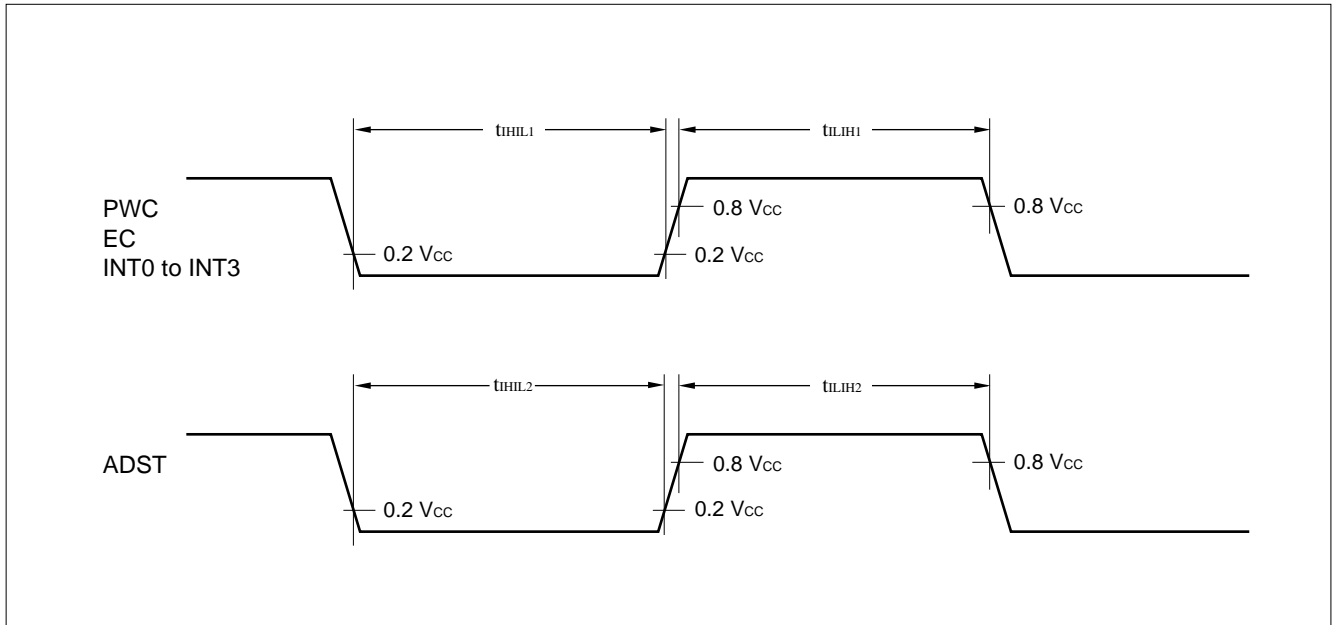 tIHIL1 tILIH1
PWC
EC
INT0 to INT3
0.8 VCC 0.8 VCC
0.2 VCC 0.2 VCC
tIHIL2 tILIH2
ADST
0.8 VCC 0.8 VCC
0.2 VCC 0.2 VCC